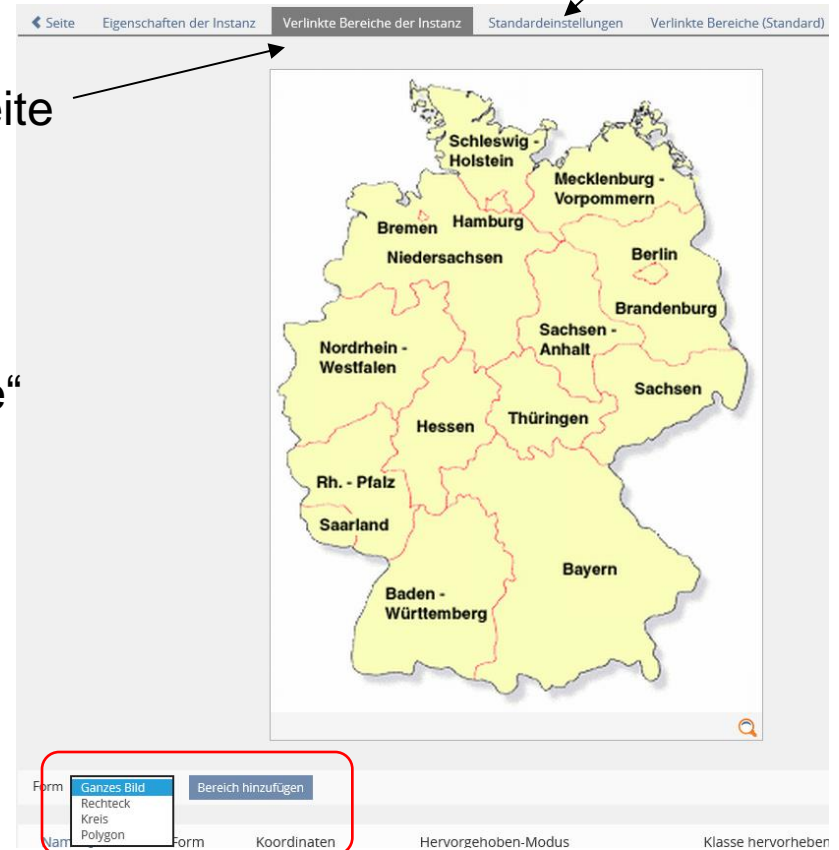 Seite Eigenschaften der Instanz Verlinkte Bereiche der Instanz Standardeinstellungen Verlinkte Bereiche (Standard)
ite
Schleswig -
Holstein
Mecklenburg -
Vorpommern
Bremen Hamburg
Niedersachsen
Berlin
Brandenburg
Sachsen -
Anhalt
Nordrhein -
Westfalen
e“
Sachsen
Hessen
Thüringen
Rh. - Pfalz
Saarland
Bayern
Baden -
Württemberg
Form Ganzes Bild Bereich hinzufügen
Rechteck
Kreis
Polygon
Form Koordinaten Hervorgehoben-Modus Klasse hervorheben